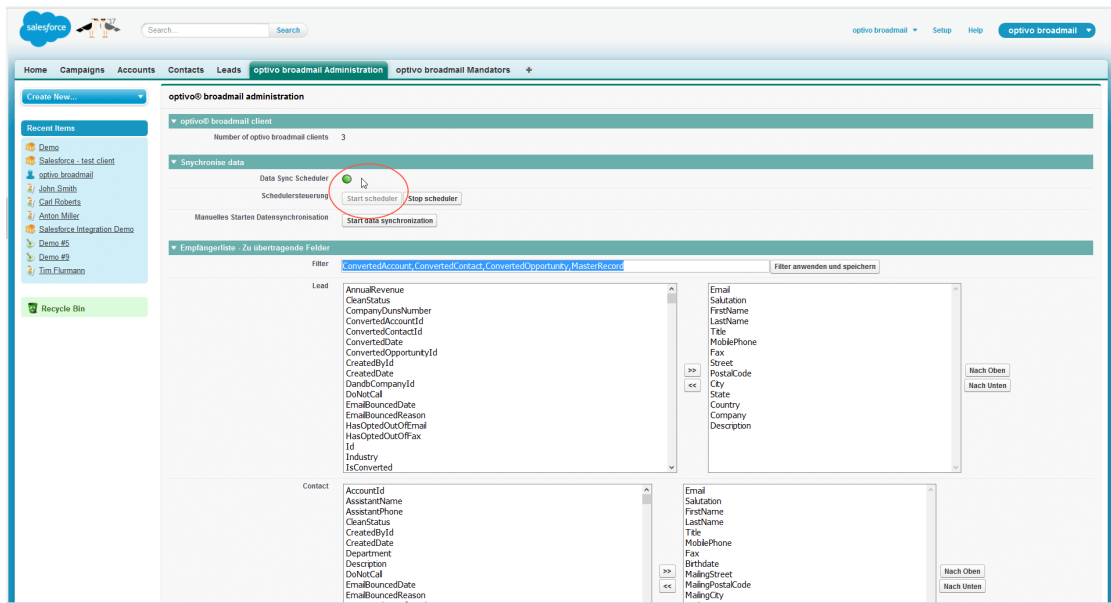 salesforce
'17
Search...
Search
optivo broadmail
Setup
Help
optivo broadmail
Home Campaigns Accounts Contacts Leads optivo broadmail Administration optivo broadmail Mandators +
Create New...
Recent Items
Demo
Salesforce - test client
optivo broadmail
John Smith
Carl Roberts
Anton Miller
Salesforce Integration Demo
Demo #5
Demo #9
Tim Flurmann
Recycle Bin
optivo® broadmail administration
optivo® broadmail client
Number of optivo broadmail clients 3
Snychronise data
Data Sync Scheduler
Schedulersteuerung Start scheduler Stop scheduler
Manuelles Starten Datensynchronisation Start data synchronization
Empfängerliste - Zu übertragende Felder
Filter ConvertedAccount,ConvertedContact,ConvertedOpportunity,MasterRecord Filter anwenden und speichern
Lead
AnnualRevenue
CleanStatus
CompanyDunsNumber
ConvertedAccountId
ConvertedContactId
ConvertedDate
ConvertedOpportunityId
CreatedById
CreatedDate
DandbCompanyId
DoNotCall
EmailBouncedDate
EmailBouncedReason
HasOptedOutOfEmail
HasOptedOutOfFax
Id
Industry
IsConverted
>>
<<
Email
Salutation
FirstName
LastName
Title
MobilePhone
Fax
Street
PostalCode
City
State
Country
Company
Description
Nach Oben
Nach Unten
Contact
AccountId
AssistantName
AssistantPhone
CleanStatus
CreatedById
CreatedDate
Department
Description
DoNotCall
EmailBouncedDate
EmailBouncedReason
>>
<<
Email
Salutation
FirstName
LastName
Title
MobilePhone
Fax
Birthdate
MailingStreet
MailingPostalCode
MailingCity
Nach Oben
Nach Unten